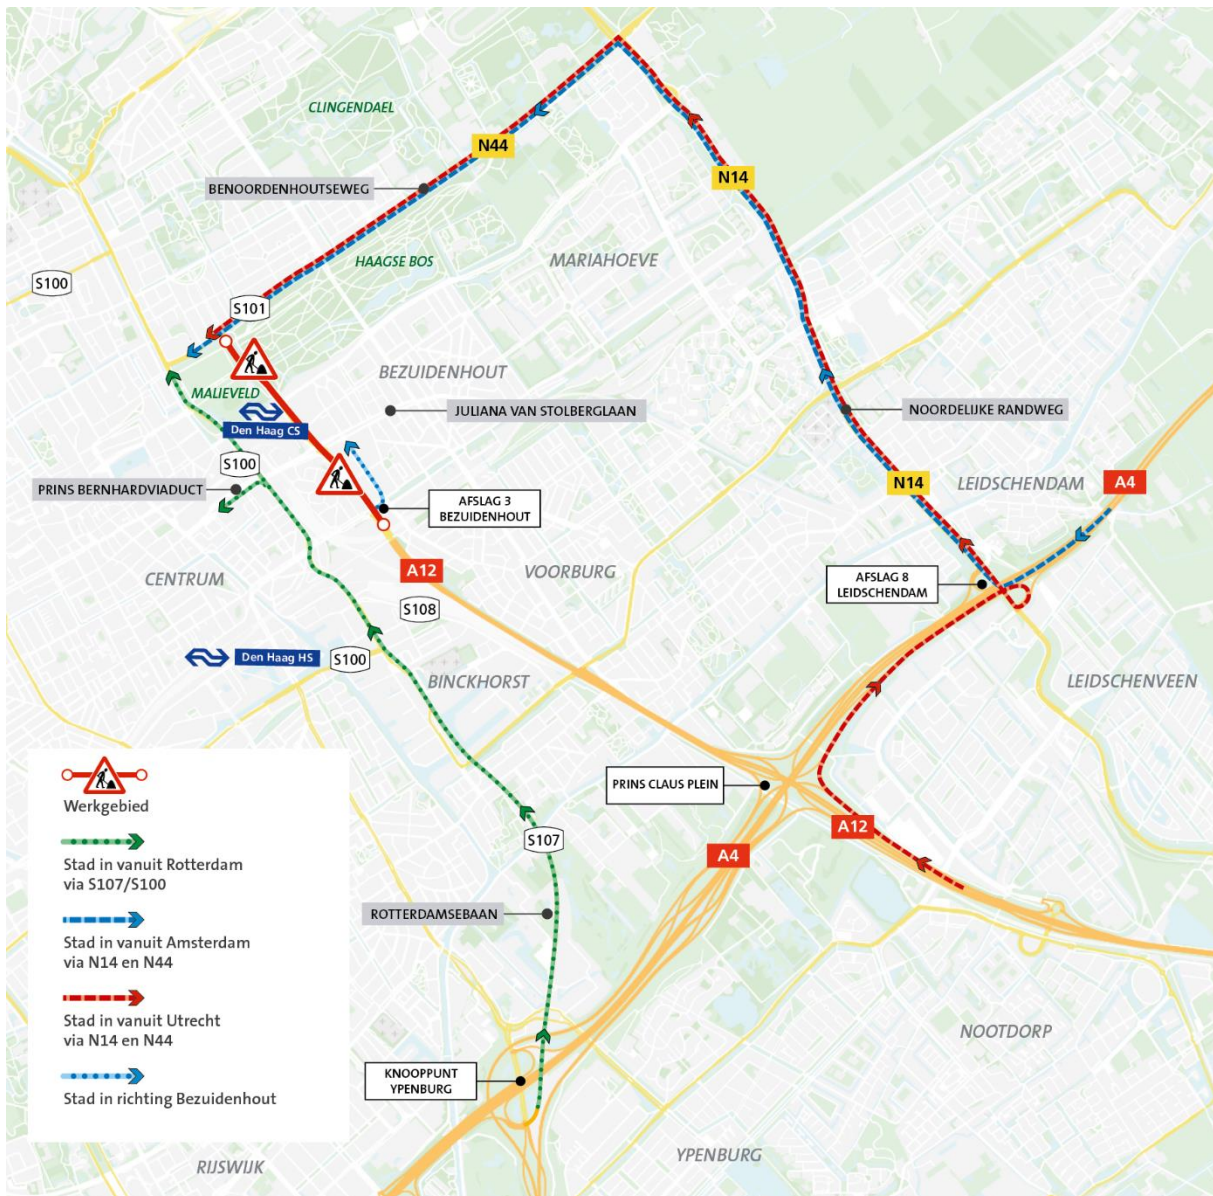 CLINGENDAEL
N44
N14
BENOORDENHOUTSEWEG
HAAGSE BOS
MARIAHOEVE
S100
S101
BEZUIDENHOUT
MALIEVELD
JULIANA VAN STOLBERGLAAN
NOORDELIJKE RANDWEG
Den Haag CS
S100
PRINS BERNHARDVIADUCT
N14
LEIDSCHENDAM
A4
AFSLAG 3
BEZUIDENHOUT
CENTRUM
A12
VOORBURG
AFSLAG 8
LEIDSCHENDAM
S108
Den Haag HS
S100
BINCKHORST
LEIDSCHENVEEN
PRINS CLAUS PLEIN
A12
S107
A4
ROTTERDAMSEBAAN
NOOTDORP
KNOOPPUNT
YPENBURG
YPENBURG
RIJSWIJK
Werkgebied
Stad in vanuit Rotterdam
via S107/S100
Stad in vanuit Amsterdam
via N14 en N44
Stad in vanuit Utrecht
via N14 en N44
Stad in richting Bezuidenhout